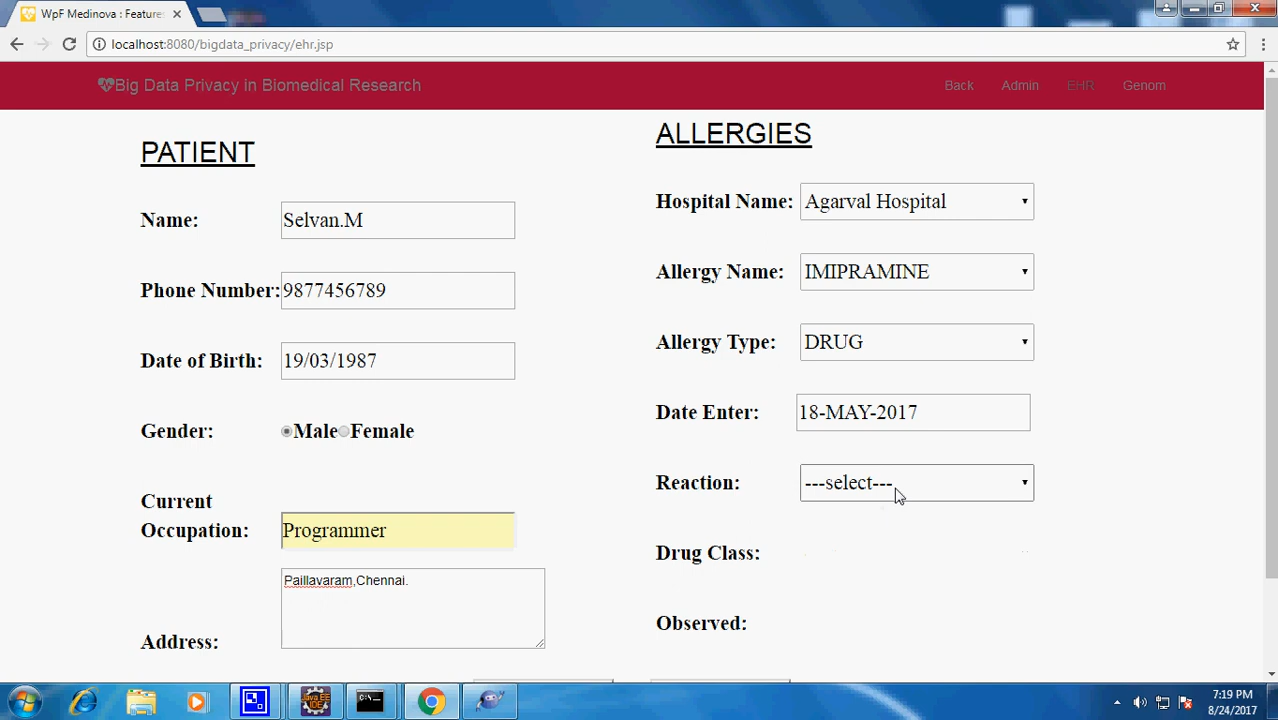 WpF Medinova : Feature
localhost:8080/bigdata_privacy/ehr.jsp
Big Data Privacy in Biomedical Research
Back
Admin
EHR
Genom
PATIENT
Name:
Selvan.M
Phone Number:
9877456789
Date of Birth:
19/03/1987
Gender:
Male Female
Current
Occupation:
Programmer
Address:
Paillavaram,Chennai.
ALLERGIES
Hospital Name:
Agarval Hospital
Allergy Name:
IMIPRAMINE
Allergy Type:
DRUG
Date Enter:
18-MAY-2017
Reaction:
---select---
Drug Class:
Observed:
Java EE
IDE
C:\.
7:19 PM
8/24/2017